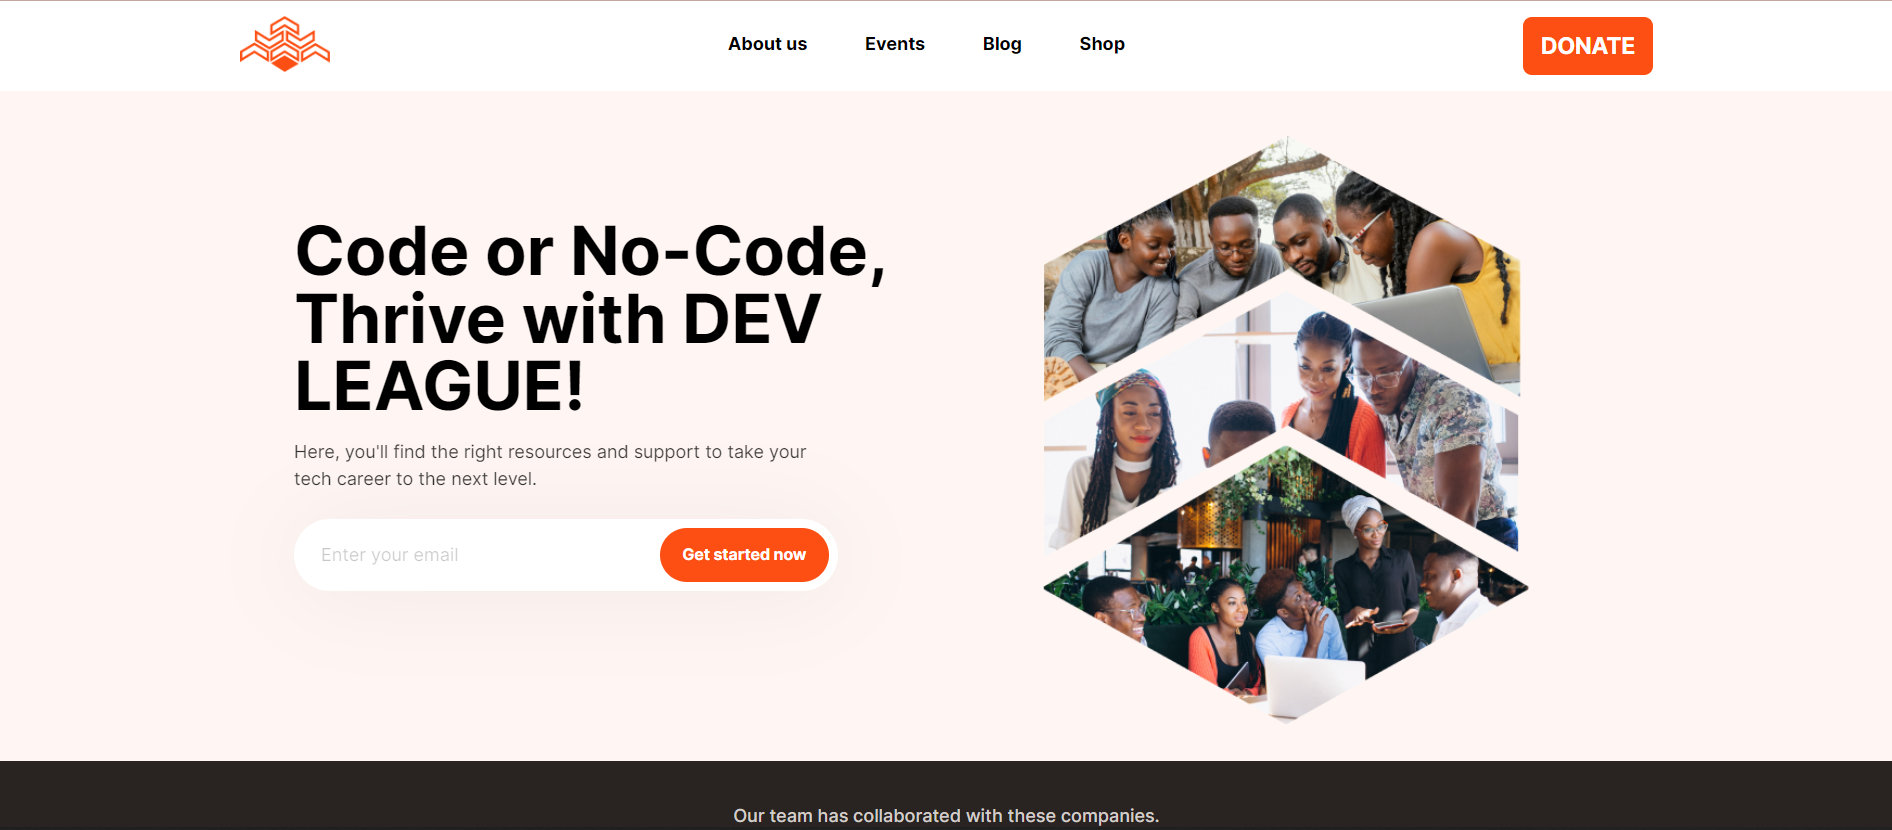 About us
Events
Blog
Shop
DONATE
Code or No-Code,
Thrive with DEV
LEAGUE!
Here, you'll find the right resources and support to take your
tech career to the next level.
Enter your email
Get started now
Our team has collaborated with these companies.